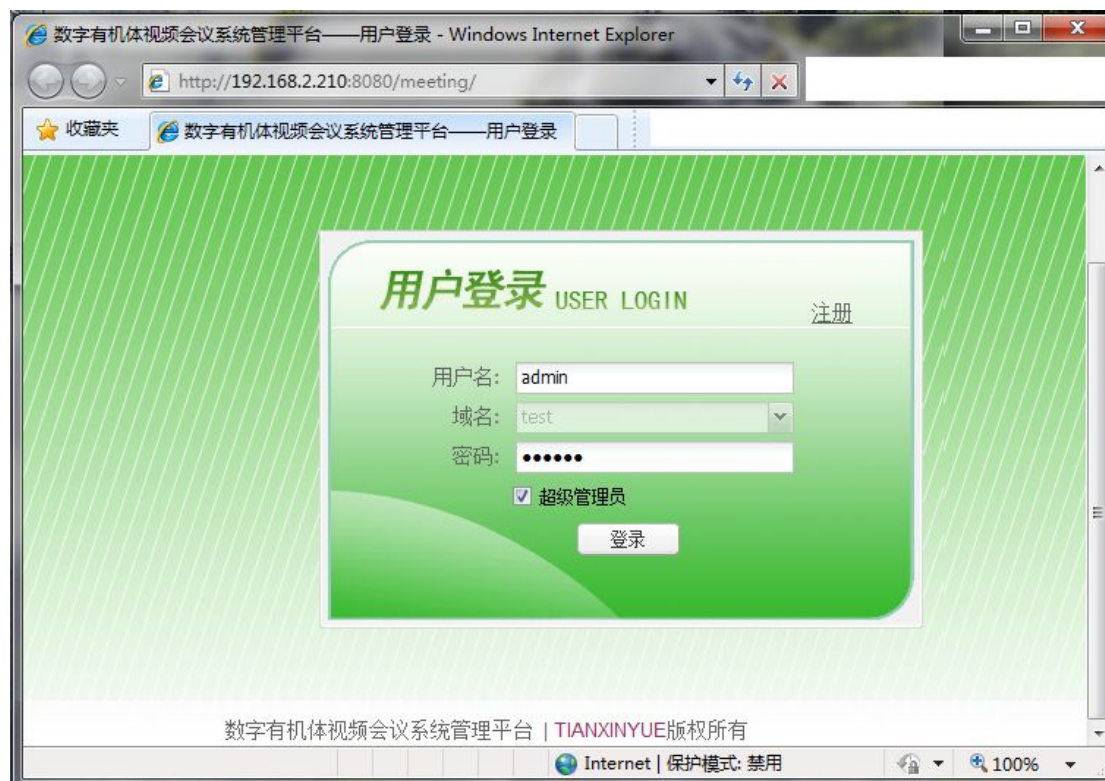 数字有机体视频会议系统管理平台——用户登录 - Windows Internet Explorer
http://192.168.2.210:8080/meeting/
收藏夹 数字有机体视频会议系统管理平台——用户登录
用户登录 USER LOGIN
注册
用户名: admin
域名: test
密码: ●●●●●●
超级管理员
登录
数字有机体视频会议系统管理平台 | TIANXINYUE版权所有
Internet | 保护模式: 禁用 100%